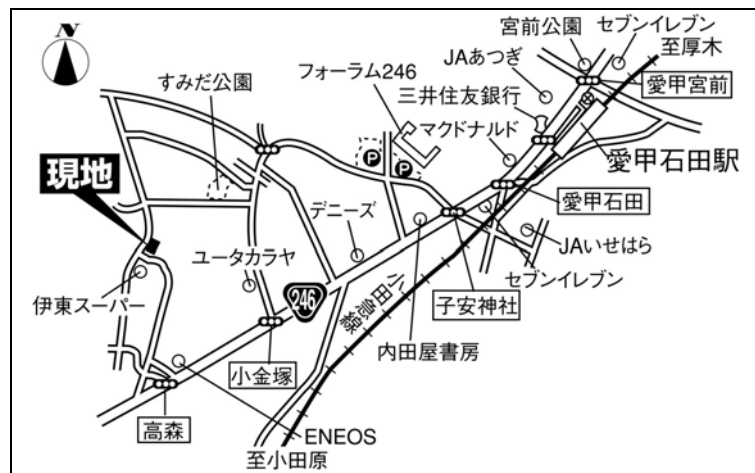 N
宮前公園
セブンイレブン
至厚木
JAあつぎ
フォーラム246
愛甲宮前
すみだ公園
三井住友銀行
マクドナルド
P
P
愛甲石田駅
現地
愛甲石田
デニーズ
JAいせはら
ユータカラヤ
セブンイレブン
伊東スーパー
246
小田急線
子安神社
内田屋書房
小金塚
高森
ENEOS
至小田原